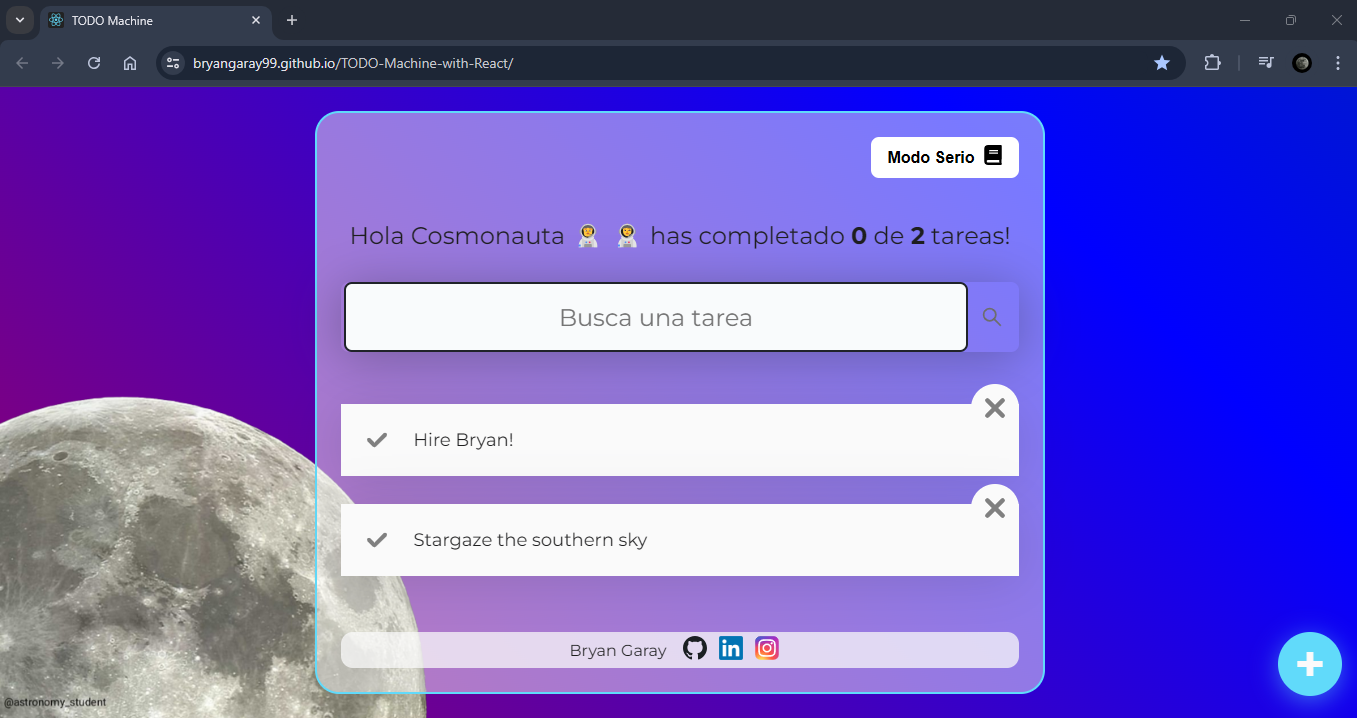 TODO Machine
bryangaray99.github.io/TODO-Machine-with-React/
Modo Serio
Hola Cosmonauta 👩‍🚀 👩‍🚀 has completado 0 de 2 tareas!
Busca una tarea
Hire Bryan!
Stargaze the southern sky
Bryan Garay
in
@astronomy_student